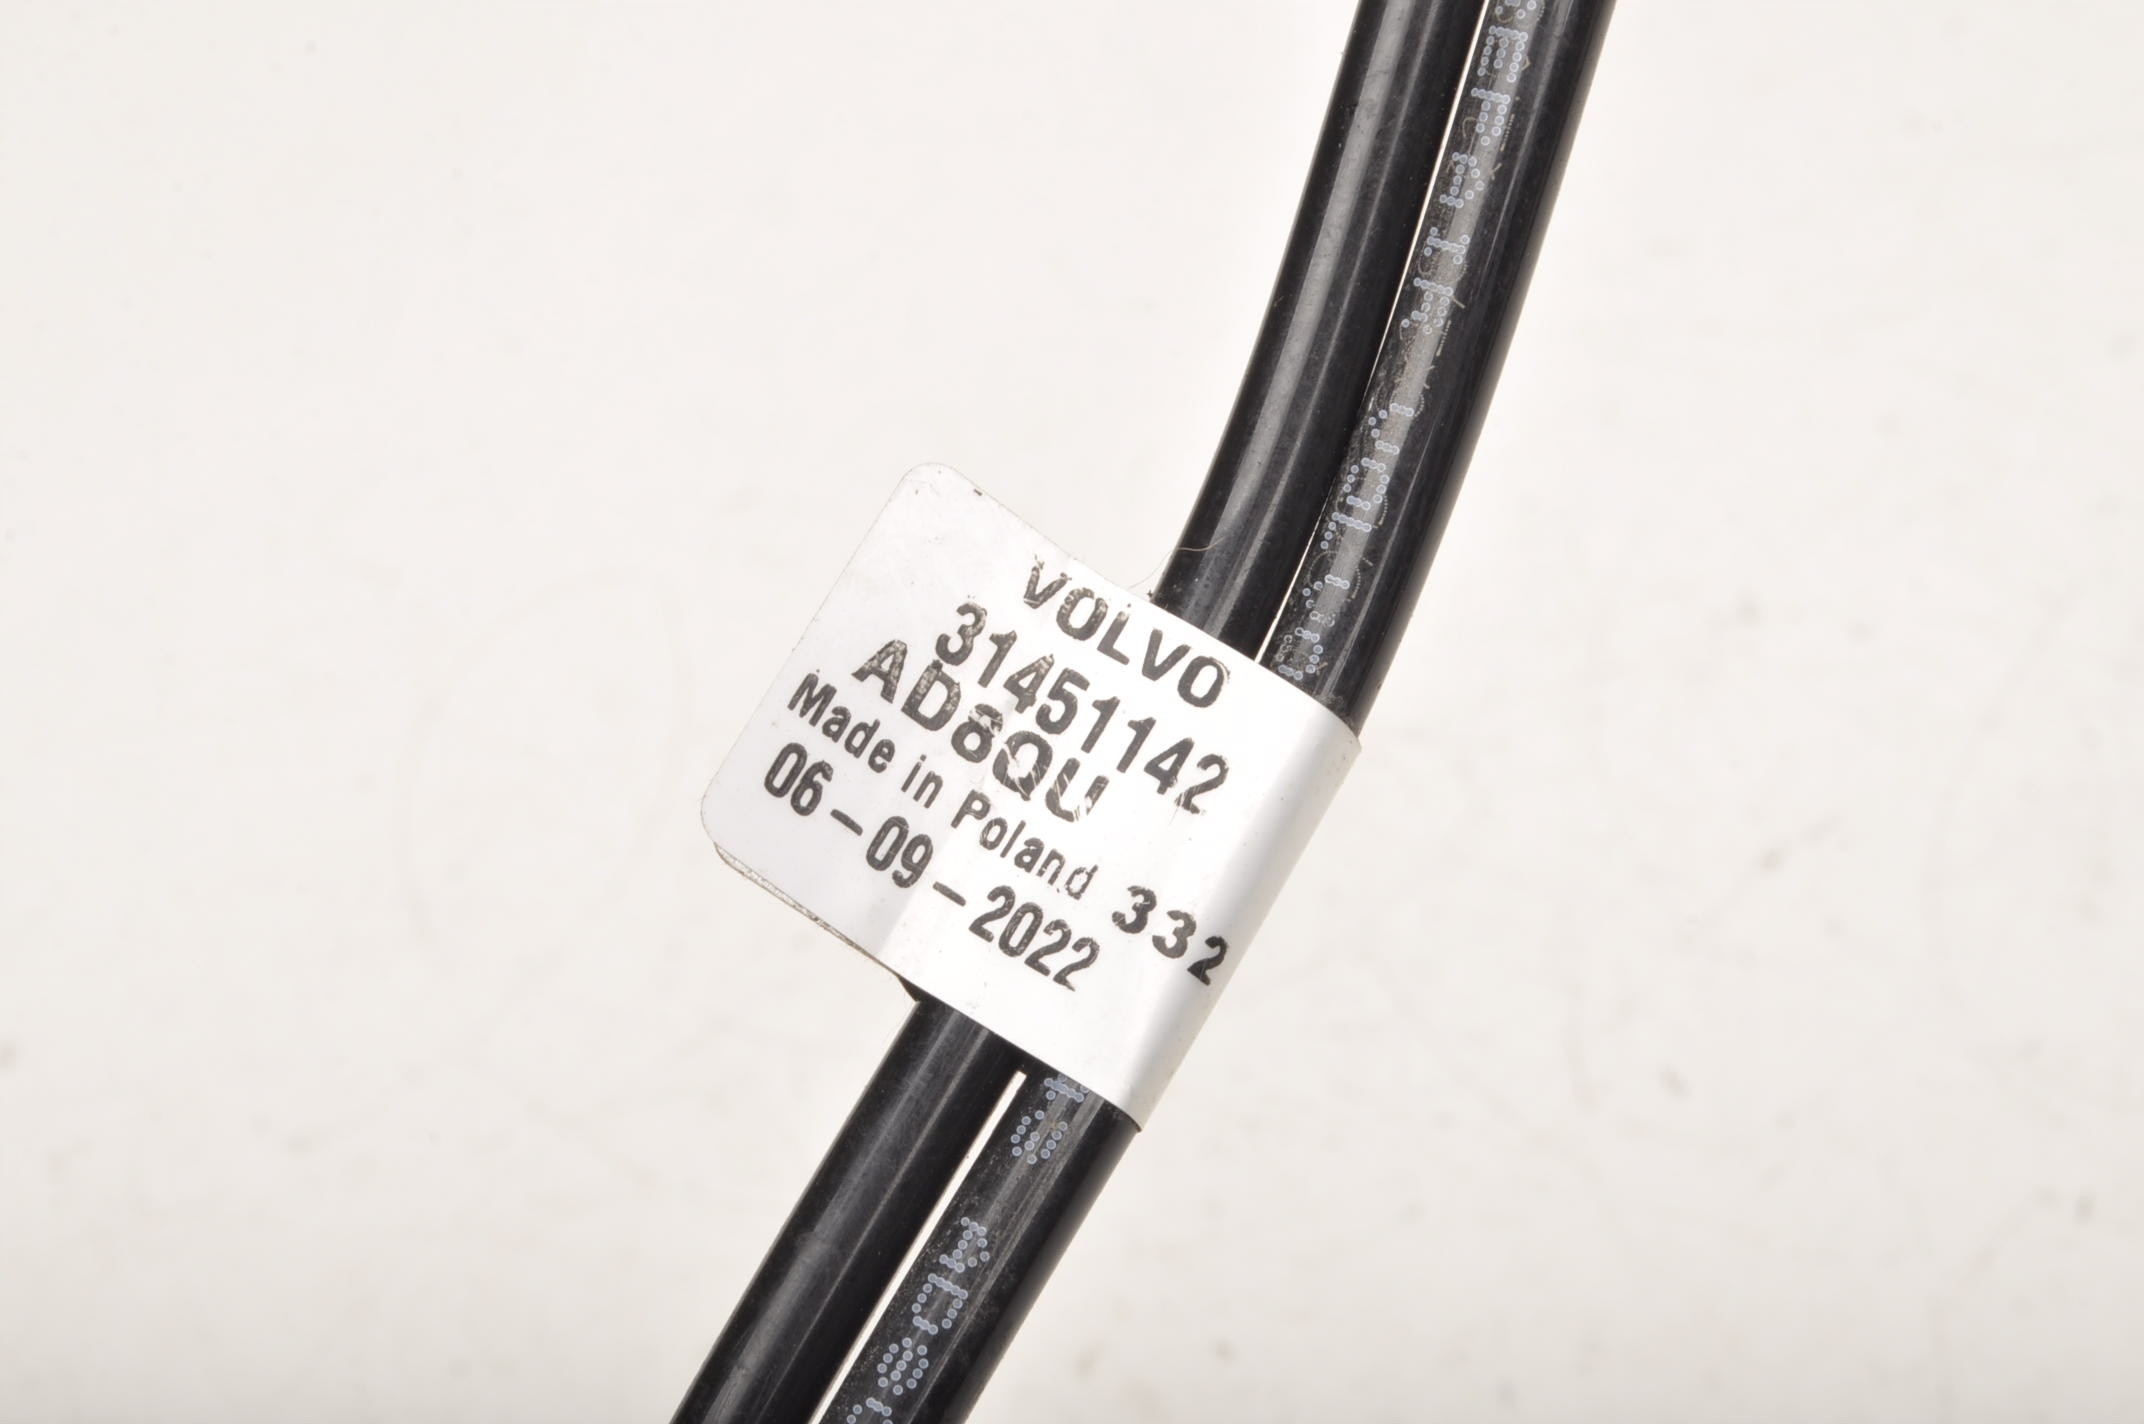 VOLVO
31451142
AD8QU
Made in Poland 332
06-09-2022